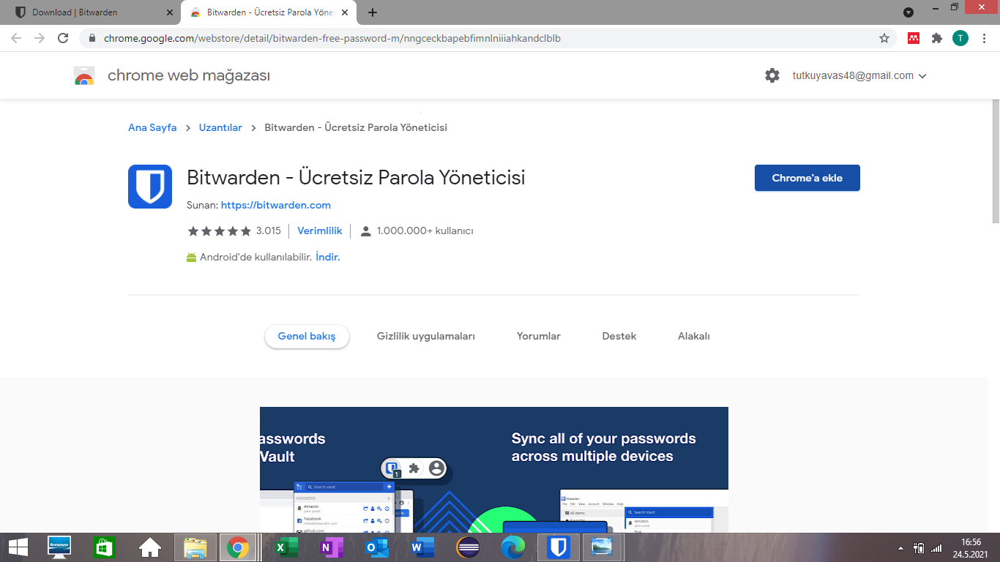 Download | Bitwarden
Bitwarden - Ücretsiz Parola Yöne
chrome.google.com/webstore/detail/bitwarden-free-password-m/nngceckbapebfimnlniiiahkandclblb
T
chrome web mağazası
tutkuyavas48@gmail.com
Ana Sayfa
Uzantılar
Bitwarden - Ücretsiz Parola Yöneticisi
Bitwarden - Ücretsiz Parola Yöneticisi
Chrome'a ekle
Sunan: https://bitwarden.com
3.015
Verimlilik
1.000.000+ kullanıcı
Android'de kullanılabilir. İndir.
Genel bakış
Gizlilik uygulamaları
Yorumlar
Destek
Alakalı
asswords
Vault
Sync all of your passwords
across multiple devices
1
Search vault
FAVORITES
Amazon
Facebook
github.com
Bitwarden
File Edit View Account Window Help
All items
Favorites
Search Vault
Amazon
lenovo
16:56
24.5.2021